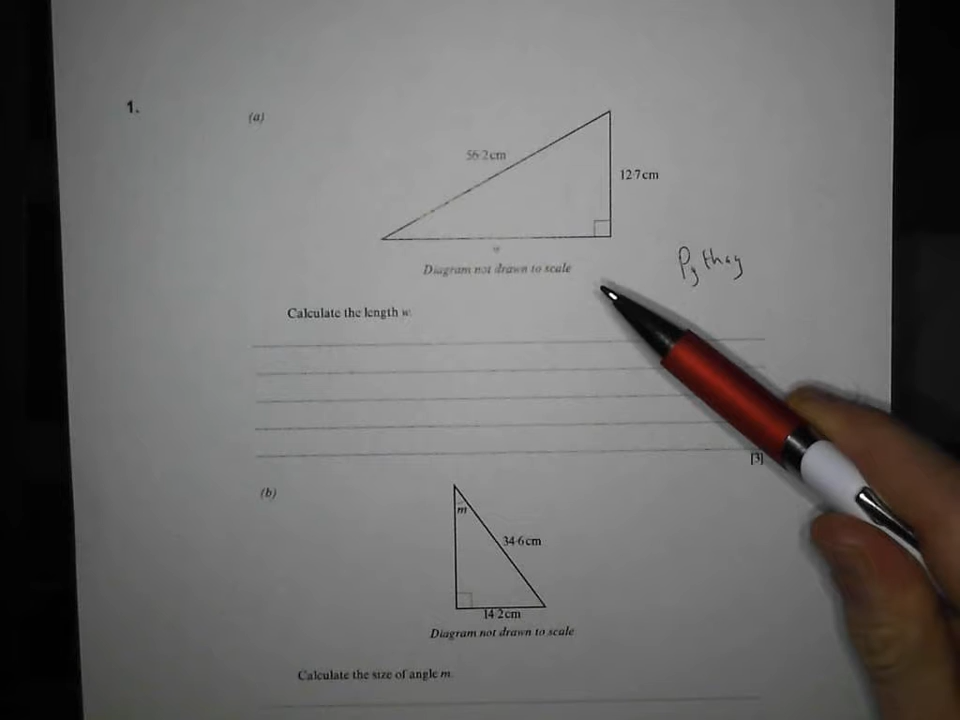 1.
(a)
56·2cm
12·7cm
w
Diagram not drawn to scale
Pythag
Calculate the length w.
[3]
(b)
m
34·6cm
14·2cm
Diagram not drawn to scale
Calculate the size of angle m.